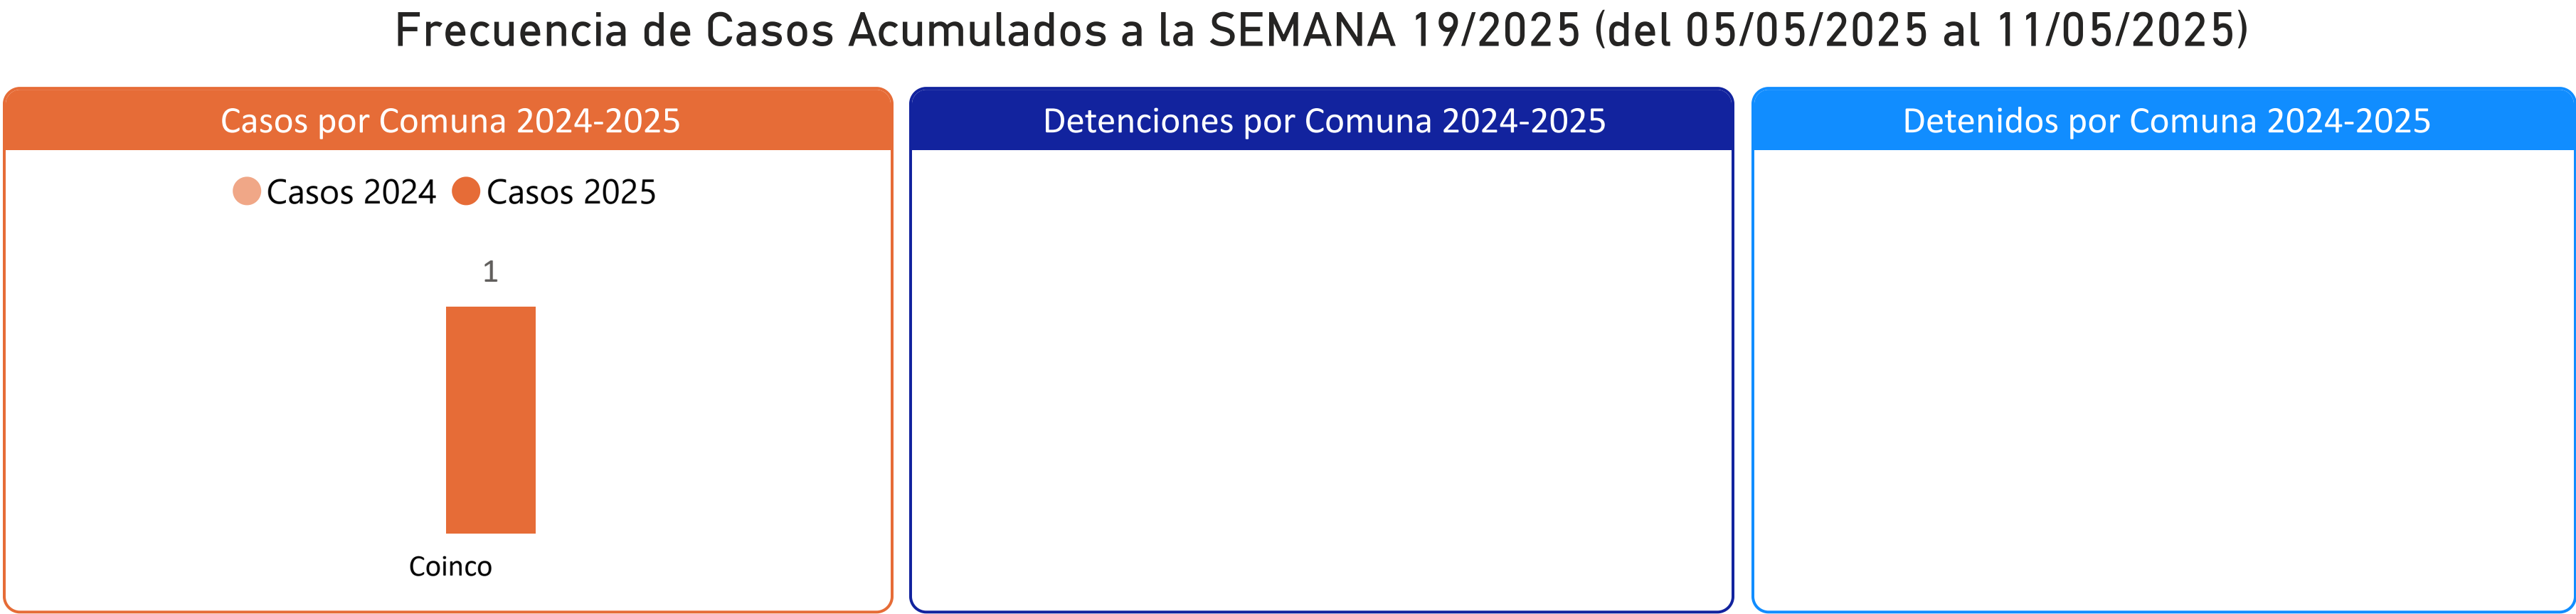 Frecuencia de Casos Acumulados a la SEMANA 19/2025 (del 05/05/2025 al 11/05/2025)
Casos por Comuna 2024-2025
Casos 2024 Casos 2025
1
Coinco
Detenciones por Comuna 2024-2025
Detenidos por Comuna 2024-2025